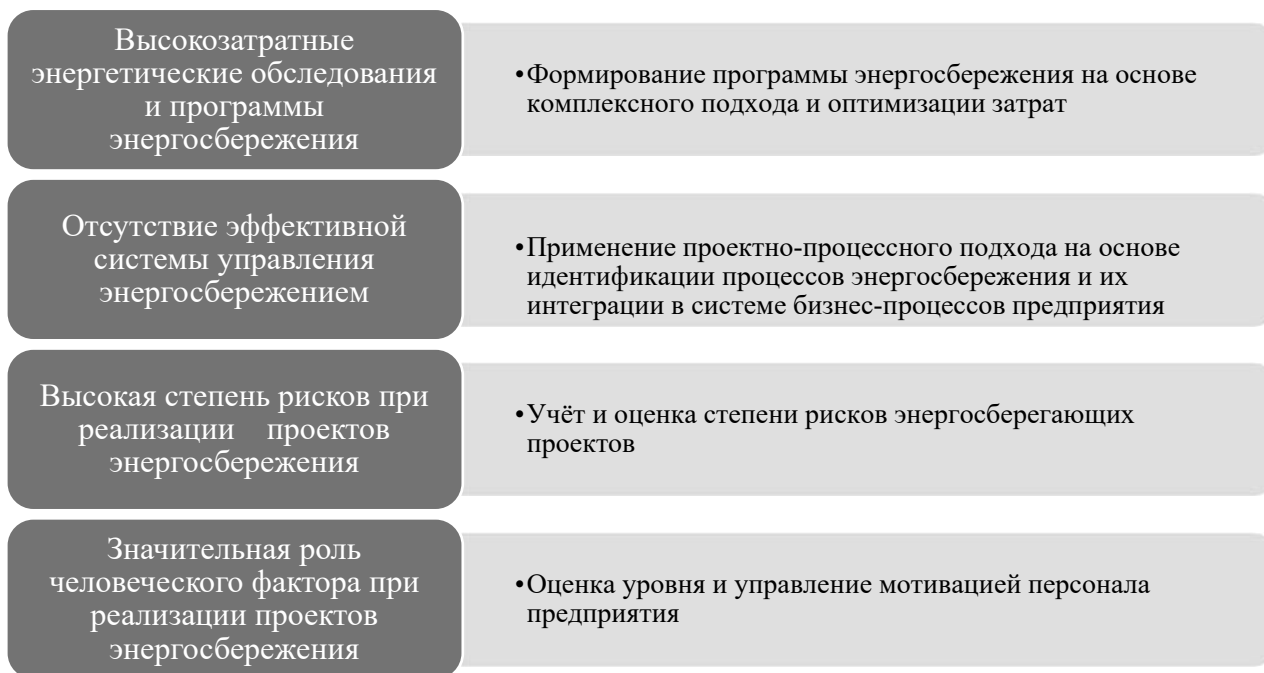 Высокозатратные
энергетические обследования
и программы
энергосбережения
•Формирование программы энергосбережения на основе
комплексного подхода и оптимизации затрат
Отсутствие эффективной
системы управления
энергосбережением
•Применение проектно-процессного подхода на основе
идентификации процессов энергосбережения и их
интеграции в системе бизнес-процессов предприятия
Высокая степень рисков при
реализации проектов
энергосбережения
•Учёт и оценка степени рисков энергосберегающих
проектов
Значительная роль
человеческого фактора при
реализации проектов
энергосбережения
•Оценка уровня и управление мотивацией персонала
предприятия